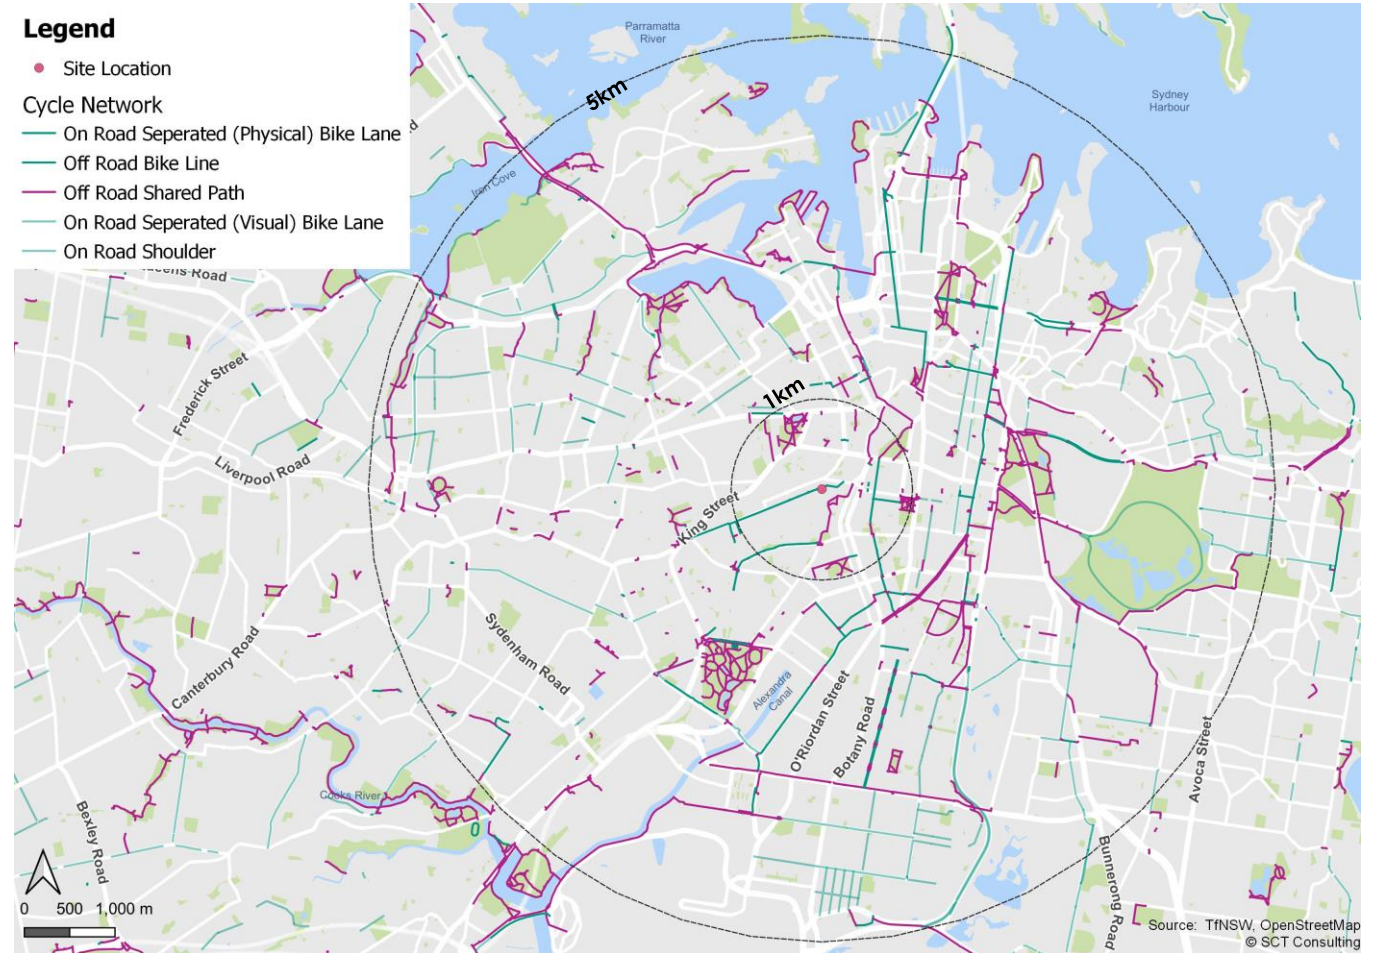 Legend
Site Location
Cycle Network
On Road Seperated (Physical) Bike Lane
Off Road Bike Line
Off Road Shared Path
On Road Seperated (Visual) Bike Lane
On Road Shoulder
Parramatta
River
5km
Sydney
Harbour
Iron Cove
Road
Frederick Street
Liverpool Road
1km
King Street
Sydenham Road
Canterbury Road
Alexandra
Canal
O'Riordan Street
Botany Road
Avoca Street
Cooks River
Bexley Road
Bunnerong Road
0 500 1,000 m
Source: TfNSW, OpenStreetMap
© SCT Consulting